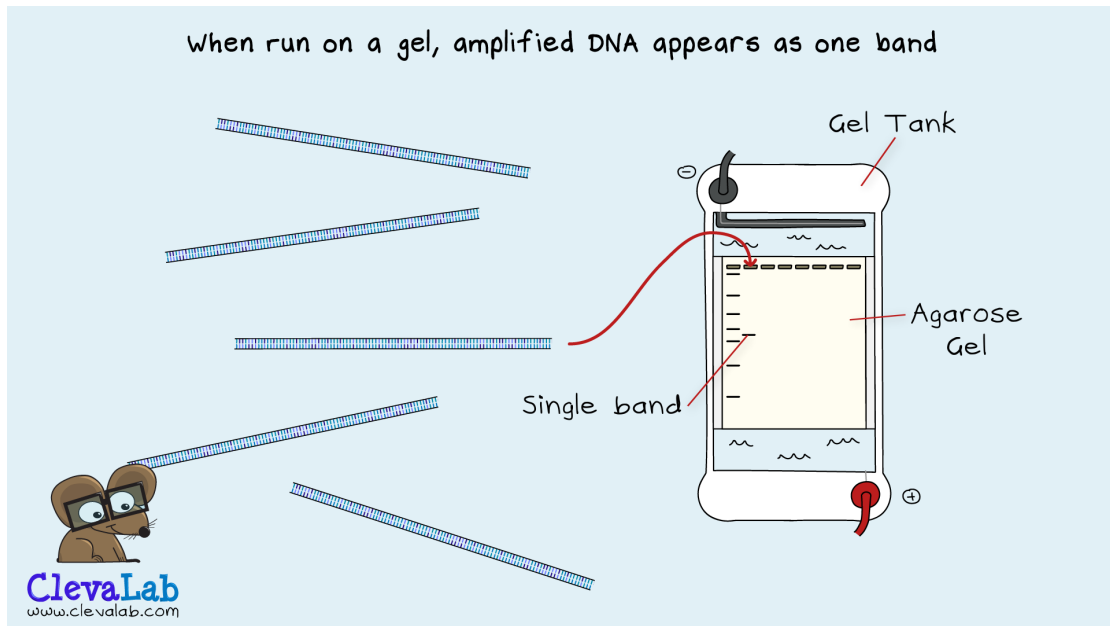 When run on a gel, amplified DNA appears as one band
Gel Tank
⊖
Agarose
Gel
Single band
⊕
ClevaLab
www.clevalab.com